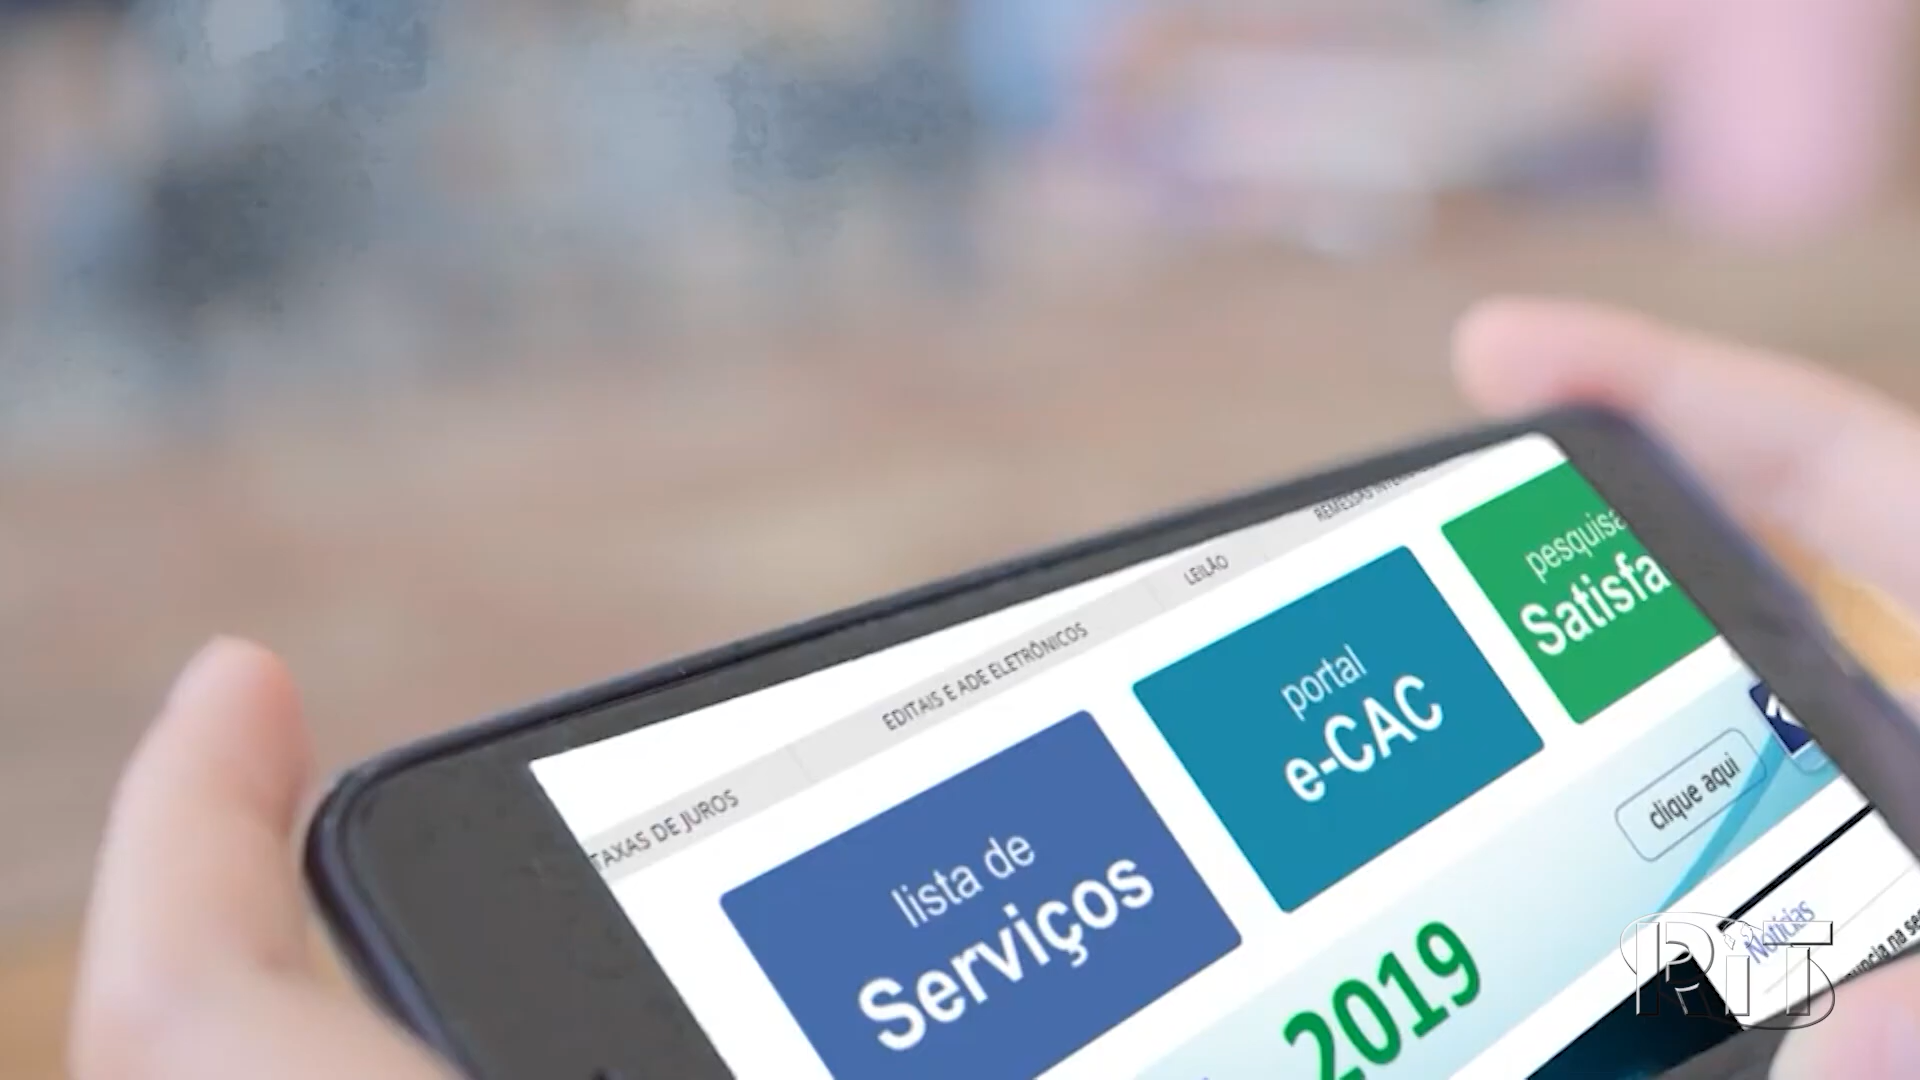 TAXAS DE JUROS
EDITAIS E ADE ELETRÔNICOS
LEILÃO
lista de
Serviços
portal
e-CAC
pesquisa
Satisfa
clique aqui
2019
Notícias
RIT